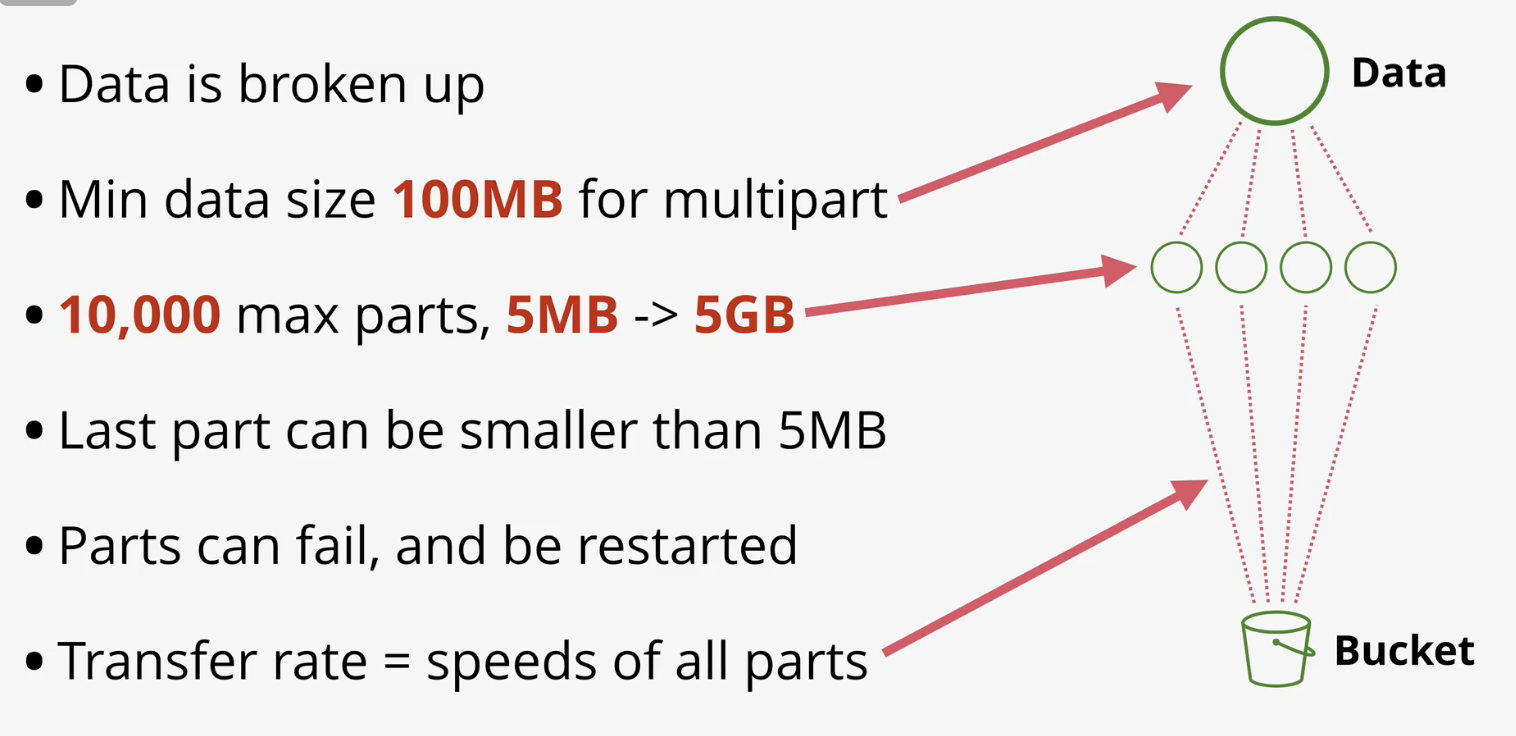 • Data is broken up
• Min data size 100MB for multipart
• 10,000 max parts, 5MB -> 5GB
• Last part can be smaller than 5MB
• Parts can fail, and be restarted
• Transfer rate = speeds of all parts
Data
Bucket